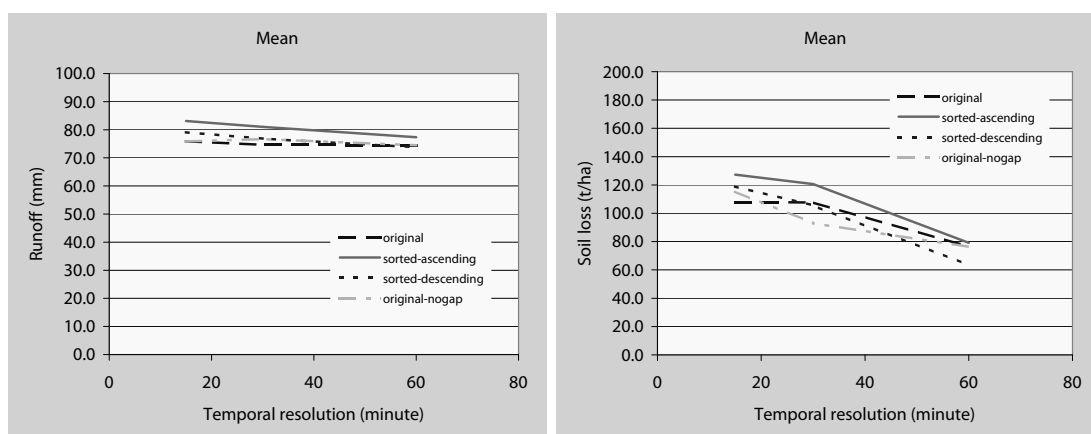 Mean
100.0
90.0
80.0
70.0
60.0
50.0
40.0
30.0
20.0
10.0
0.0
Runoff (mm)
original
sorted-ascending
sorted-descending
original-nogap
0 20 40 60 80
Temporal resolution (minute)
Mean
200.0
180.0
160.0
140.0
120.0
100.0
80.0
60.0
40.0
20.0
0.0
Soil loss (t/ha)
original
sorted-ascending
sorted-descending
original-nogap
0 20 40 60 80
Temporal resolution (minute)